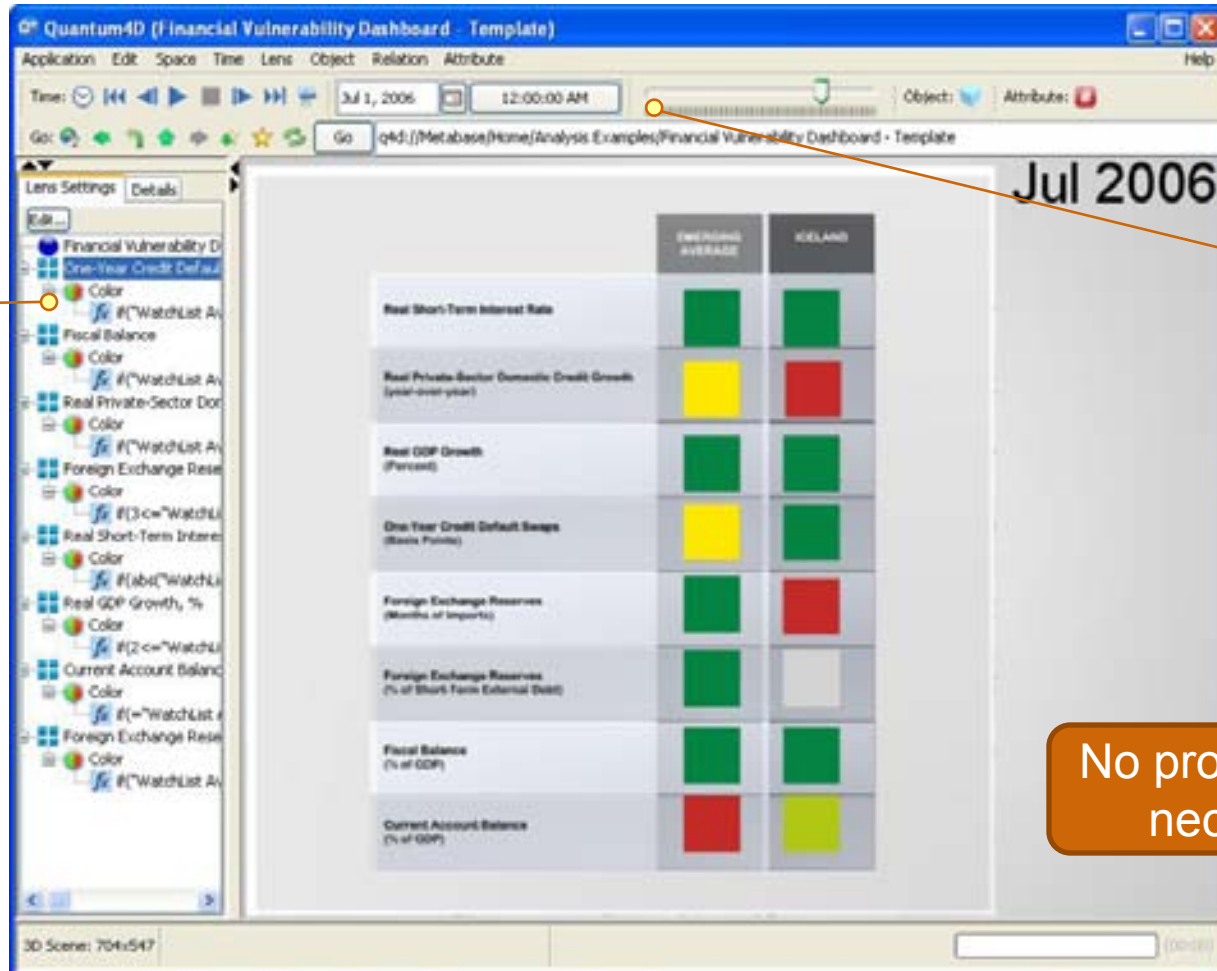 Quantum4D (Financial Vulnerability Dashboard - Template)
Application Edit Space Time Lens Object Relation Attribute
Help
Time:
Jul 1, 2006
12:00:00 AM
Object:
Attribute:
Go:
Go
q4d://Metabase/Home/Analysis Examples/Financial Vulnerability Dashboard - Template
Lens Settings
Details
Edit...
Financial Vulnerability D
One-Year Credit Defaul
Color
if("WatchList Av
Fiscal Balance
Color
if("WatchList Av
Real Private-Sector Dom
Color
if("WatchList Av
Foreign Exchange Rese
Color
if(3<="WatchLi
Real Short-Term Interes
Color
if(abs("WatchLis
Real GDP Growth, %
Color
if(2<="WatchLi
Current Account Balanc
Color
if(="WatchList
Foreign Exchange Rese
Color
if("WatchList Av
Jul 2006
EMERGING
AVERAGE
ICELAND
Real Short-Term Interest Rate
Real Private-Sector Domestic Credit Growth
(year-over-year)
Real GDP Growth
(Percent)
One-Year Credit Default Swaps
(Basis Points)
Foreign Exchange Reserves
(Months of Imports)
Foreign Exchange Reserves
(% of Short-Term External Debt)
Fiscal Balance
(% of GDP)
Current Account Balance
(% of GDP)
No pro
nec
3D Scene: 704x547